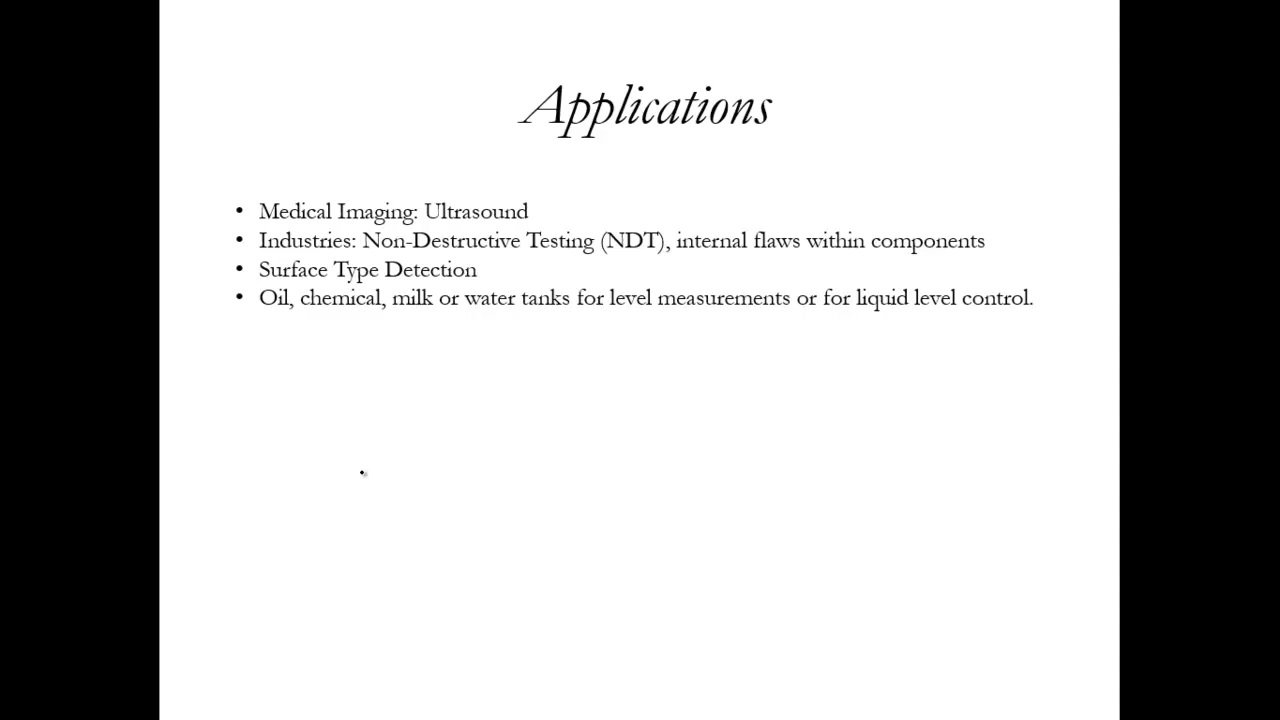 Applications
• Medical Imaging: Ultrasound
• Industries: Non-Destructive Testing (NDT), internal flaws within components
• Surface Type Detection
• Oil, chemical, milk or water tanks for level measurements or for liquid level control.